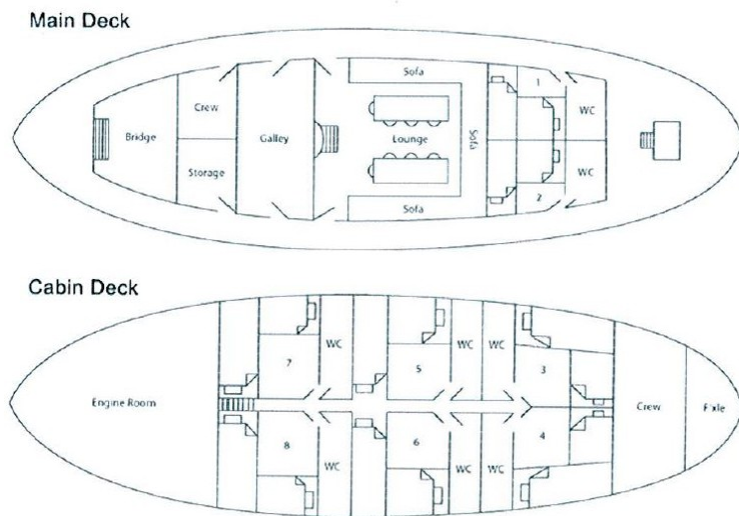 Main Deck
Sofa
1
Crew
WC
Bridge
Galley
Lounge
Sofa
Storage
WC
2
Sofa
Cabin Deck
WC
WC
WC
7
5
3
Engine Room
Crew
F'xle
8
6
4
WC
WC
WC